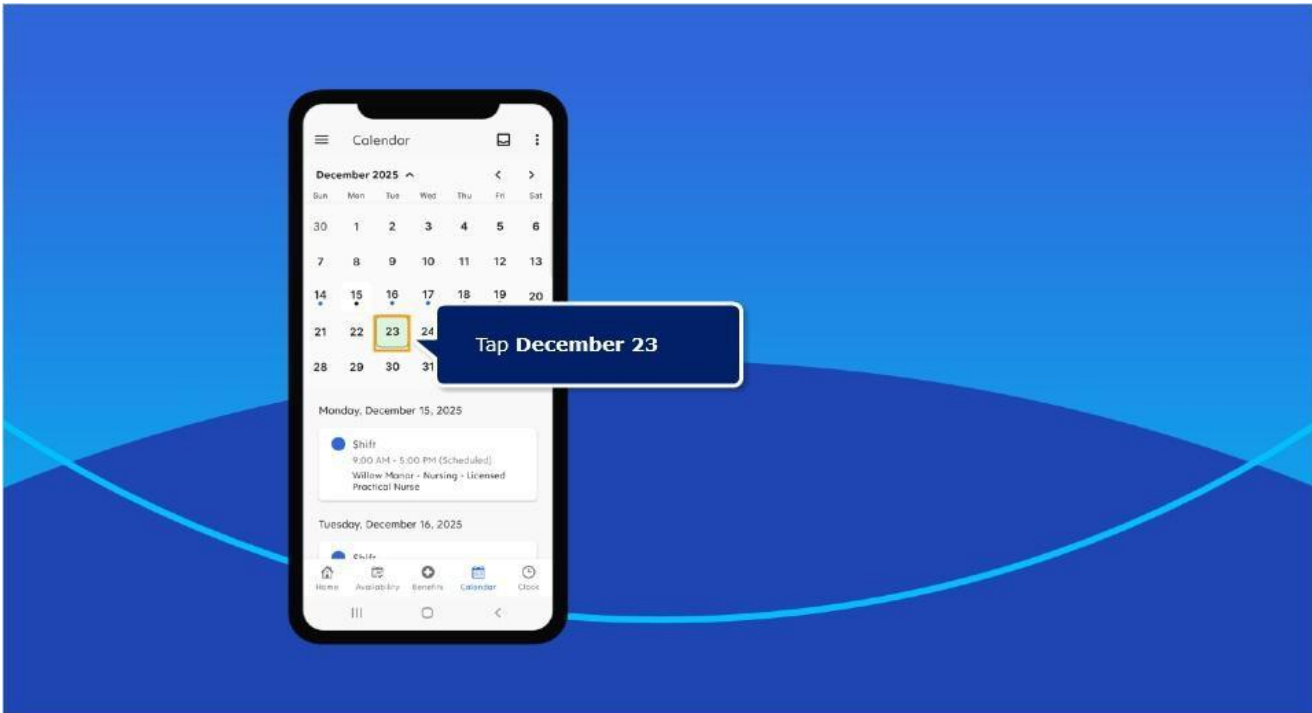 Calendar
December 2025
Sun Mon Tue Wed Thu Fri Sat
30 1 2 3 4 5 6
7 8 9 10 11 12 13
14 15 16 17 18 19 20
21 22 23 24
Tap December 23
28 29 30 31
Monday, December 15, 2025
Shift
9:00 AM - 5:00 PM (Scheduled)
Willow Manor - Nursing - Licensed
Practical Nurse
Tuesday, December 16, 2025
Shift
Home Availability Benefits Calendar Clock